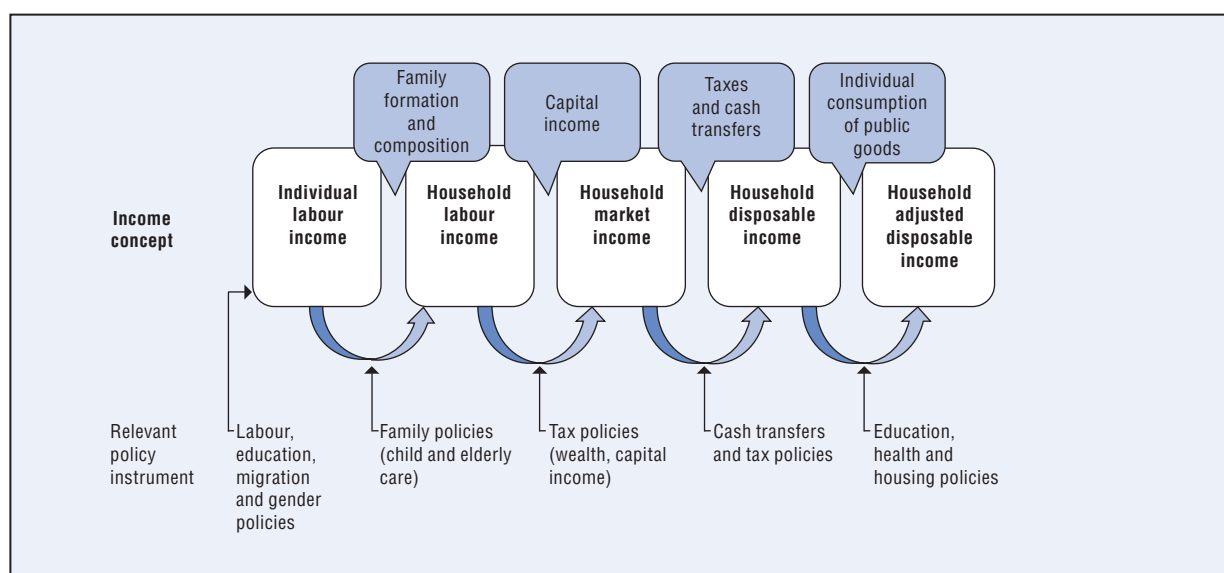 Family
formation
and
composition
Capital
income
Taxes
and cash
transfers
Individual
consumption
of public
goods
Income
concept
Individual
labour
income
Household
labour
income
Household
market
income
Household
disposable
income
Household
adjusted
disposable
income
Relevant
policy
instrument
Labour,
education,
migration
and gender
policies
Family policies
(child and elderly
care)
Tax policies
(wealth, capital
income)
Cash transfers
and tax policies
Education,
health and
housing policies